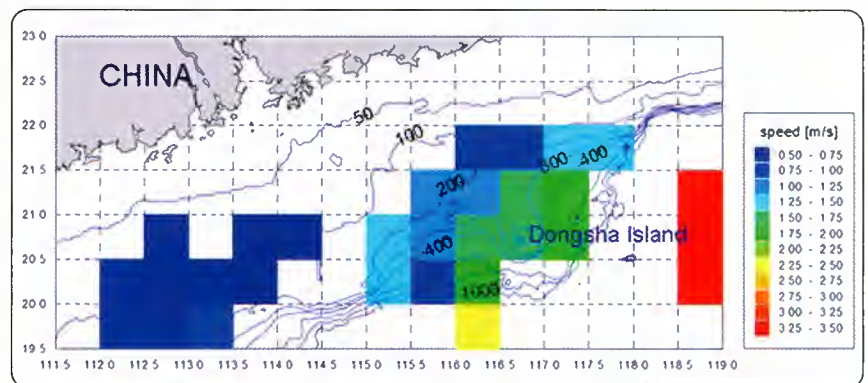 23 0
22 5
22 0
21 5
21 0
20 5
20 0
19 5
CHINA
50
100
200
400
1000
300
400
Dongsha Island
111 5 112 0 112 5 113 0 113 5 114 0 114 5 115 0 115 5 116 0 116 5 117 0 117 5 118 0 118 5 119 0
speed [m/s]
0 50 - 0 75
0 75 - 1 00
1 00 - 1 25
1 25 - 1 50
1 50 - 1 75
1 75 - 2 00
2 00 - 2 25
2 25 - 2 50
2 50 - 2 75
2 75 - 3 00
3 00 - 3 25
3 25 - 3 50